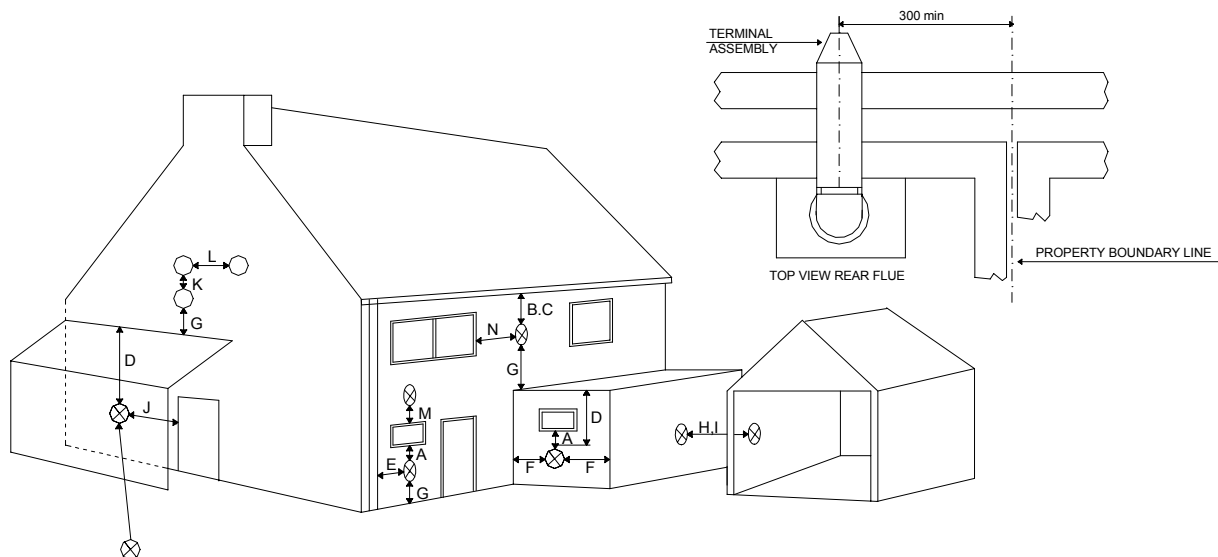 300 min
TERMINAL
ASSEMBLY
PROPERTY BOUNDARY LINE
TOP VIEW REAR FLUE
L
K
G
D
J
B.C
N
G
M
A
E
G
D
A
F
F
H,I